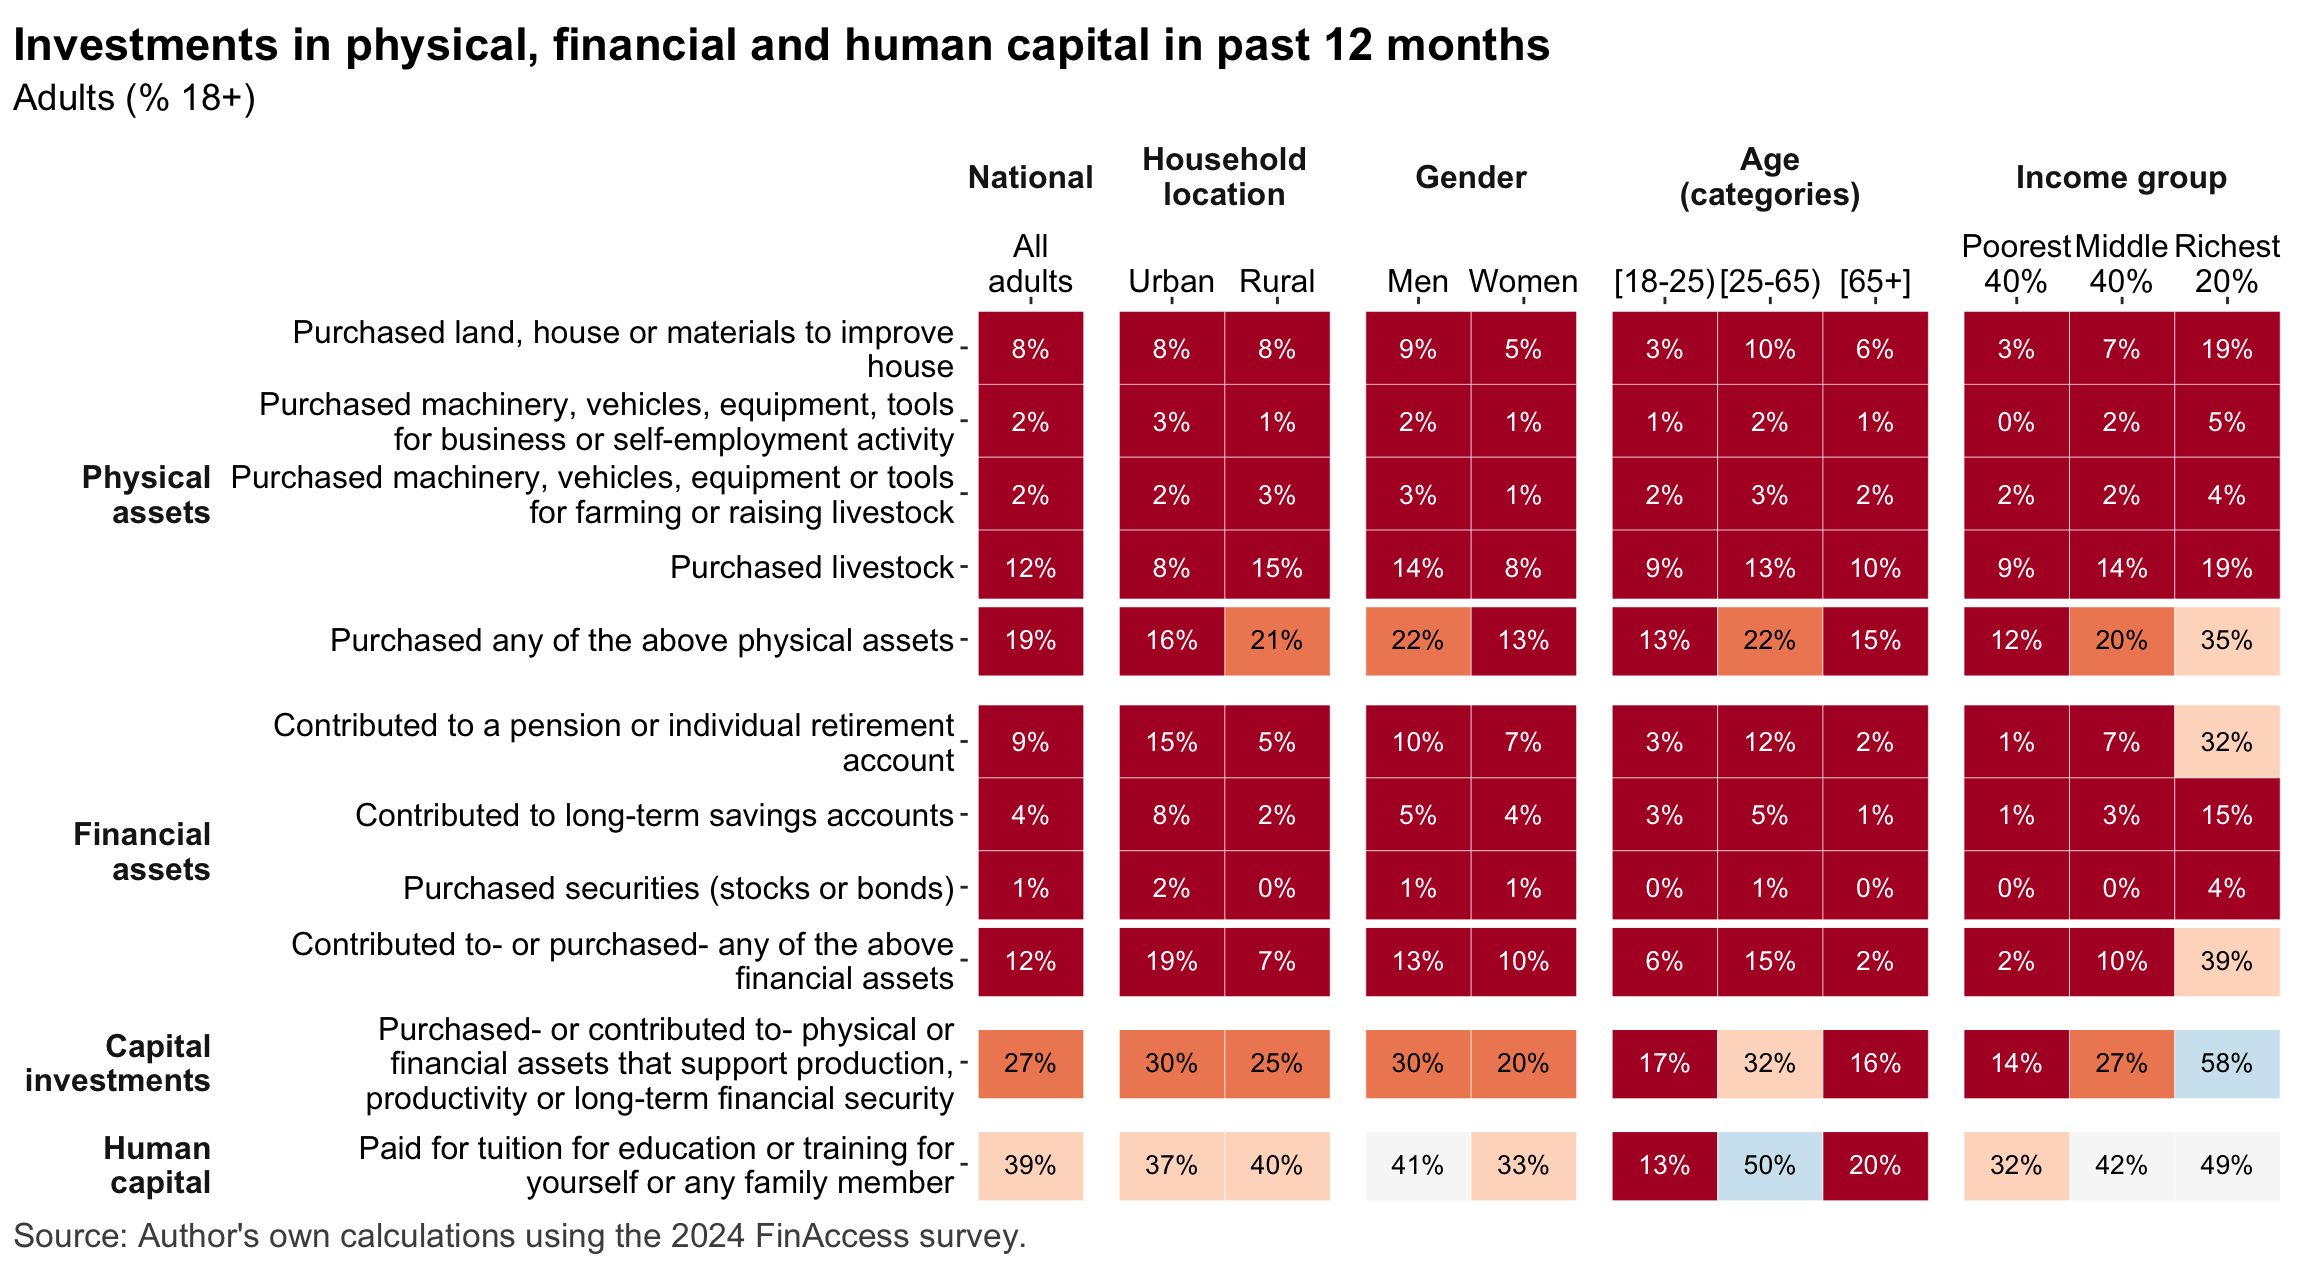 Investments in physical, financial and human capital in past 12 months
Adults (% 18+)
National
Household
location
Gender
Age
(categories)
Income group
All
adults
Urban Rural
Men Women
[18-25) [25-65) [65+]
Poorest
40%
Middle
40%
Richest
20%
Physical
assets
Purchased land, house or materials to improve
house
8% 8% 8% 9% 5% 3% 10% 6% 3% 7% 19%
Purchased machinery, vehicles, equipment, tools
for business or self-employment activity
2% 3% 1% 2% 1% 1% 2% 1% 0% 2% 5%
Purchased machinery, vehicles, equipment or tools
for farming or raising livestock
2% 2% 3% 3% 1% 2% 3% 2% 2% 2% 4%
Purchased livestock
12% 8% 15% 14% 8% 9% 13% 10% 9% 14% 19%
Purchased any of the above physical assets
19% 16% 21% 22% 13% 13% 22% 15% 12% 20% 35%
Financial
assets
Contributed to a pension or individual retirement
account
9% 15% 5% 10% 7% 3% 12% 2% 1% 7% 32%
Contributed to long-term savings accounts
4% 8% 2% 5% 4% 3% 5% 1% 1% 3% 15%
Purchased securities (stocks or bonds)
1% 2% 0% 1% 1% 0% 1% 0% 0% 0% 4%
Contributed to- or purchased- any of the above
financial assets
12% 19% 7% 13% 10% 6% 15% 2% 2% 10% 39%
Capital
investments
Purchased- or contributed to- physical or
financial assets that support production,
productivity or long-term financial security
27% 30% 25% 30% 20% 17% 32% 16% 14% 27% 58%
Human
capital
Paid for tuition for education or training for
yourself or any family member
39% 37% 40% 41% 33% 13% 50% 20% 32% 42% 49%
Source: Author's own calculations using the 2024 FinAccess survey.